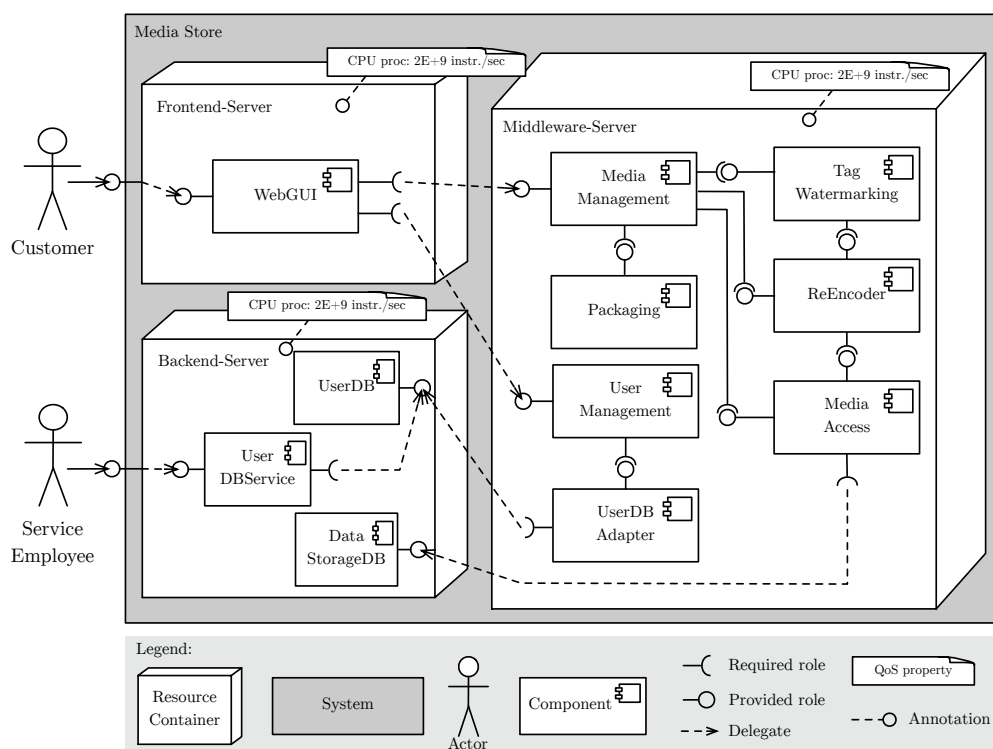 Media Store
CPU proc: 2E+9 instr./sec
Frontend-Server
WebGUI
CPU proc: 2E+9 instr./sec
Middleware-Server
Media
Management
Tag
Watermarking
Packaging
ReEncoder
User
Management
Media
Access
UserDB
Adapter
Customer
CPU proc: 2E+9 instr./sec
Backend-Server
UserDB
User
DBService
Data
StorageDB
Service
Employee
Legend:
Resource
Container
System
Actor
Component
Required role
Provided role
Delegate
QoS property
Annotation